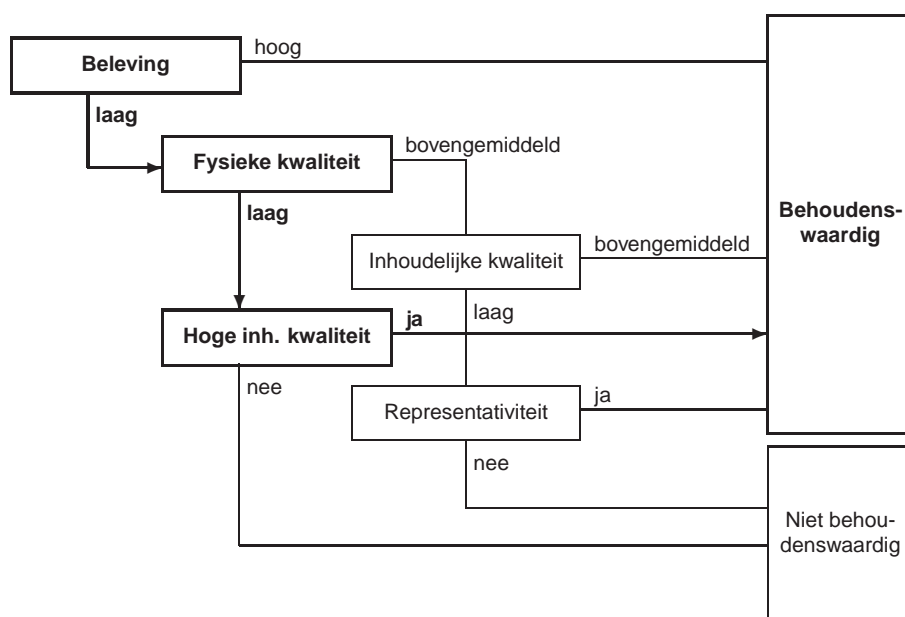 hoog
Beleving
laag
bovengemiddeld
Fysieke kwaliteit
laag
Behoudens-
waardig
bovengemiddeld
Inhoudelijke kwaliteit
laag
ja
Hoge inh. kwaliteit
nee
ja
Representativiteit
nee
Niet behou-
denswaardig